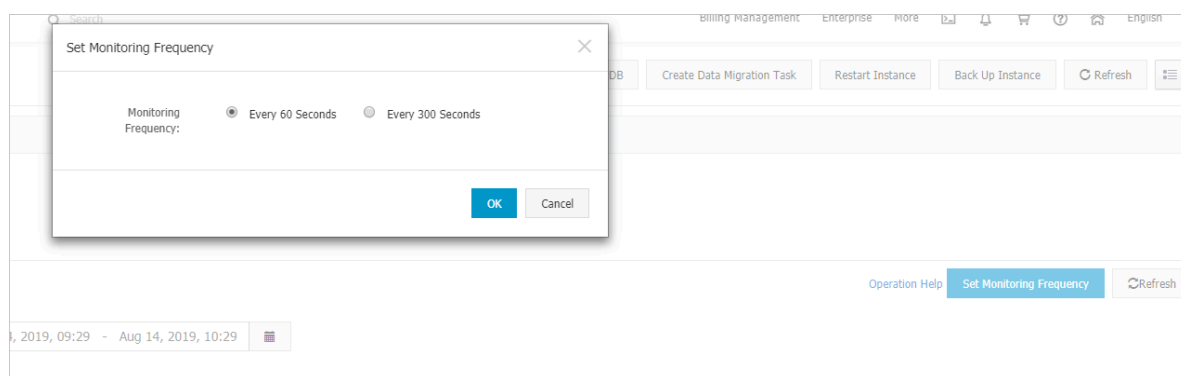 Search
Billing Management Enterprise More English
Set Monitoring Frequency
DB Create Data Migration Task Restart Instance Back Up Instance Refresh
Monitoring
Frequency:
Every 60 Seconds Every 300 Seconds
OK Cancel
Operation Help Set Monitoring Frequency Refresh
4, 2019, 09:29 - Aug 14, 2019, 10:29